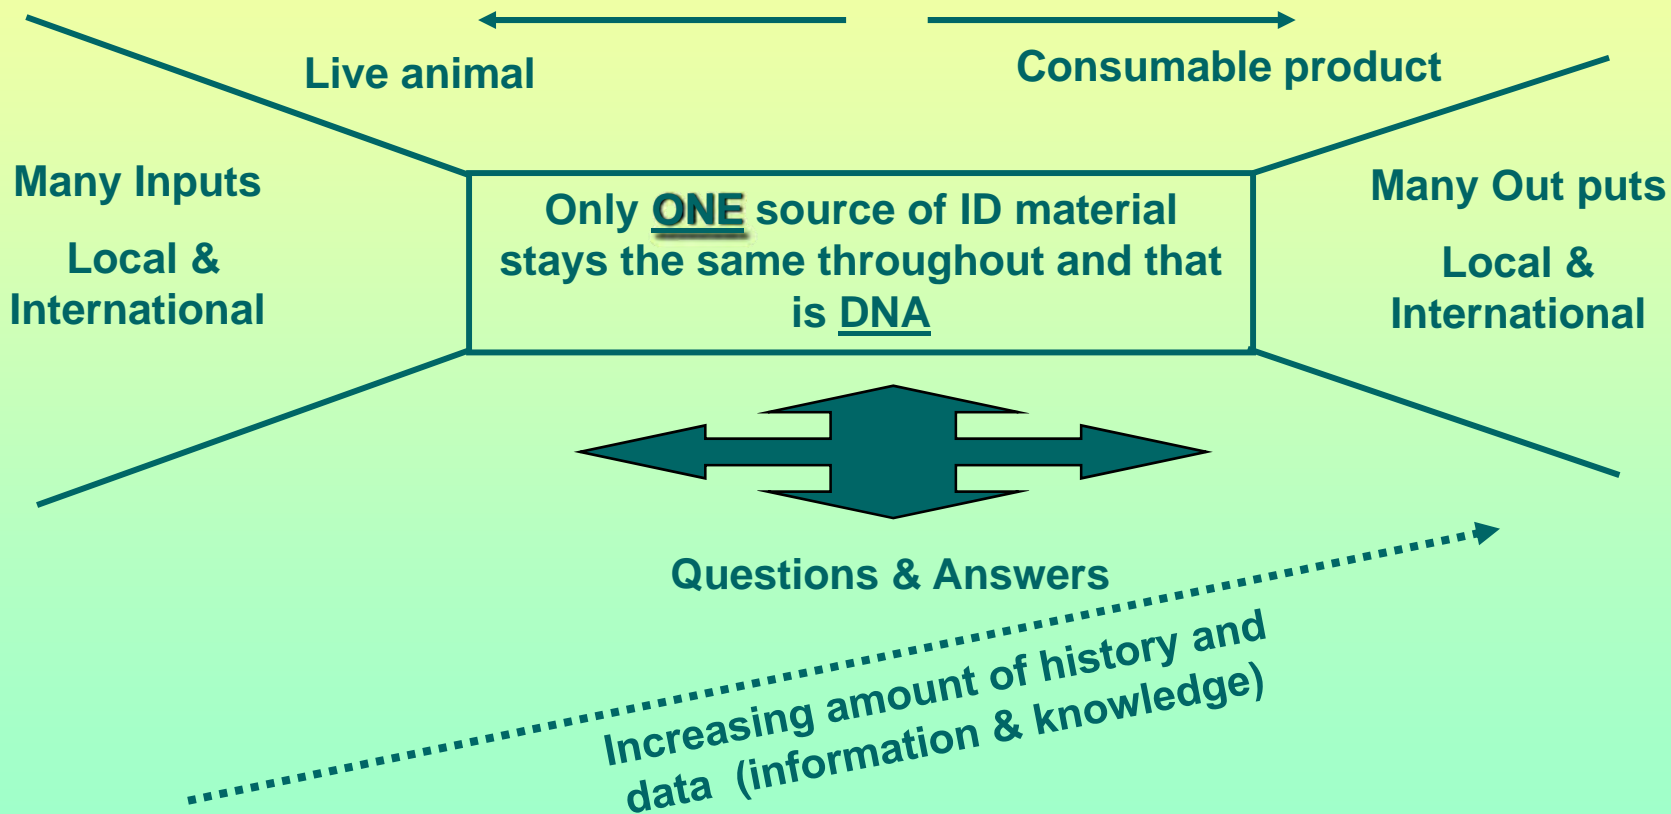 Live animal
Consumable product
Many Inputs
Local &
International
Only ONE source of ID material
stays the same throughout and that
is DNA
Many Out puts
Local &
International
Questions & Answers
Increasing amount of history and
data (information & knowledge)